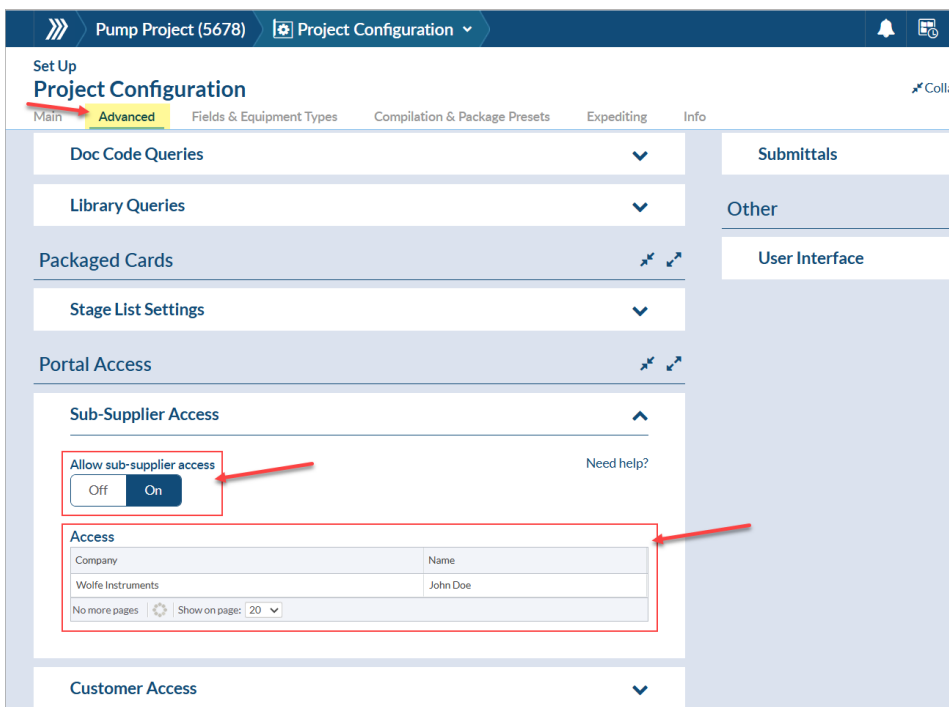 Pump Project (5678)
Project Configuration
Set Up
Project Configuration
Main
Advanced
Fields & Equipment Types
Compilation & Package Presets
Expediting
Info
Doc Code Queries
Library Queries
Packaged Cards
Stage List Settings
Portal Access
Sub-Supplier Access
Allow sub-supplier access
Need help?
Off
On
Access
Company
Name
Wolfe Instruments
John Doe
No more pages
Show on page: 20
Customer Access
Colla
Submittals
Other
User Interface